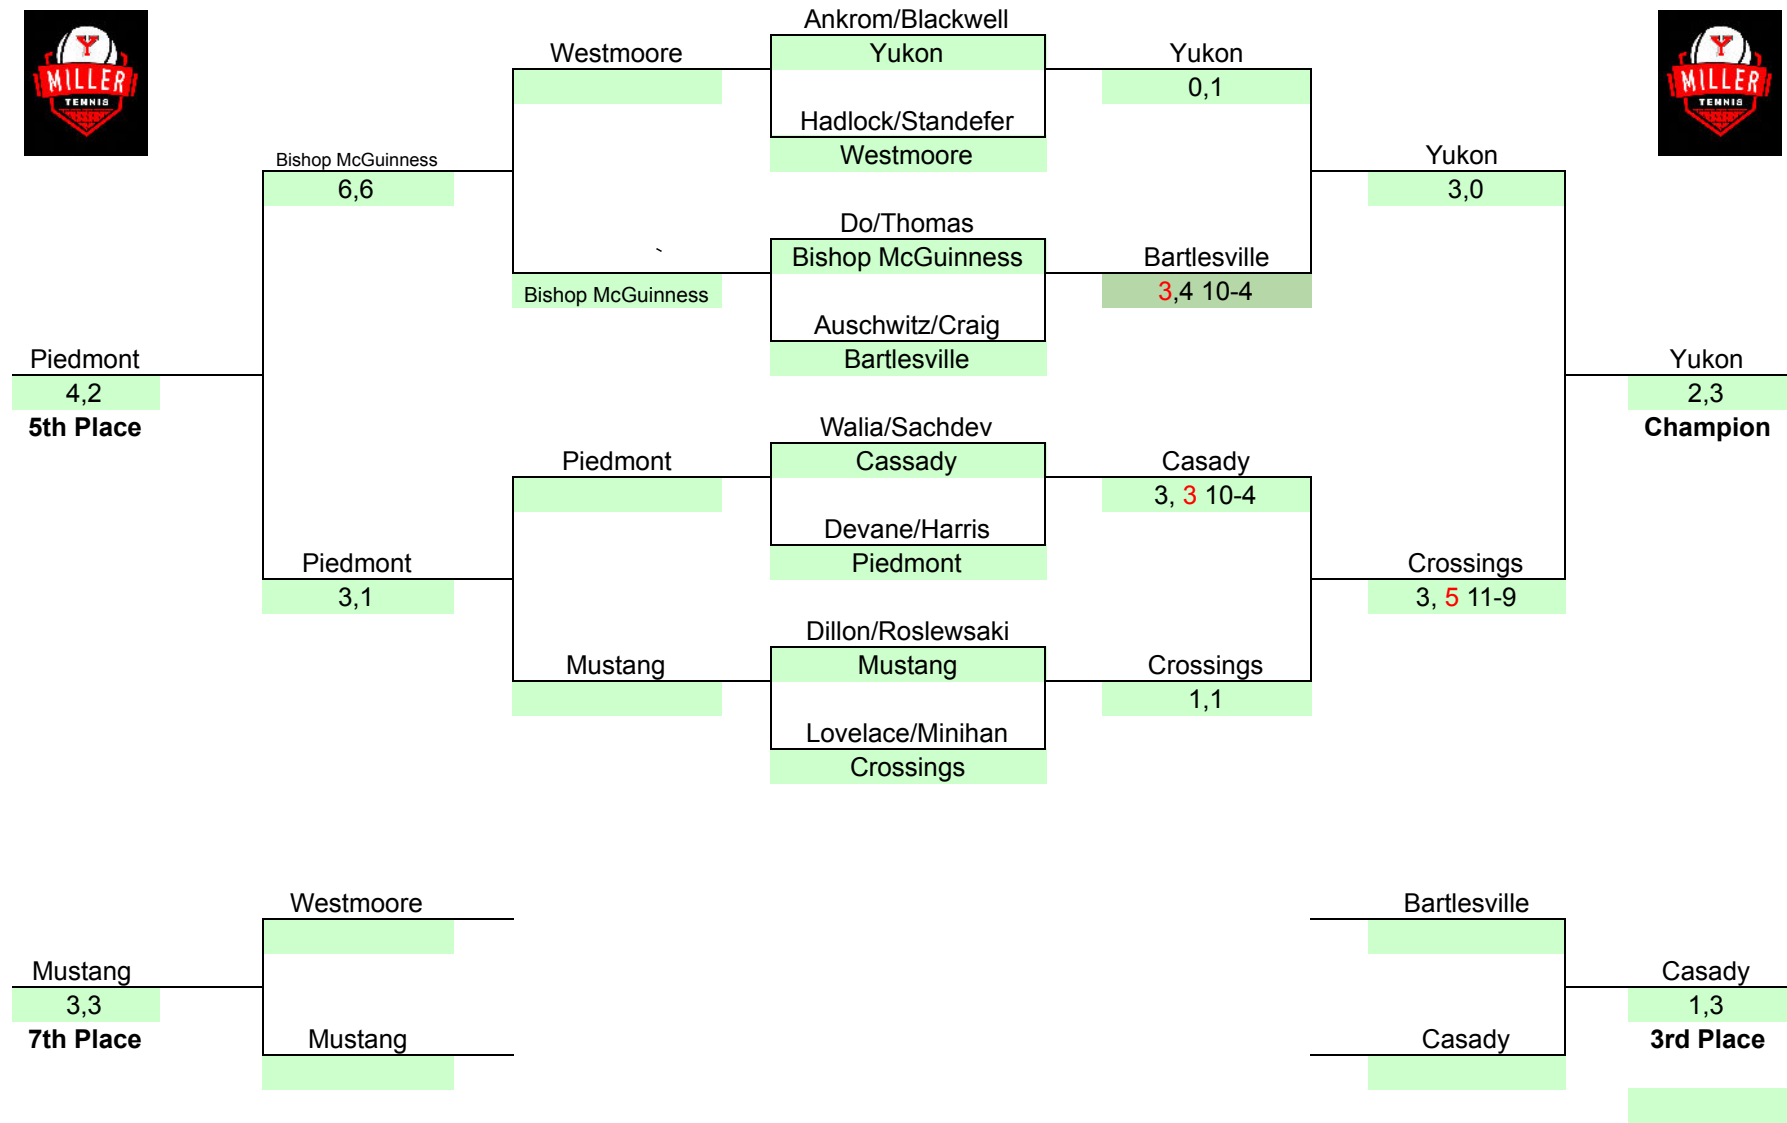 Ankrom/Blackwell
Westmoore Yukon Yukon
0,1
Y MILLER TENNIS
Y MILLER TENNIS
Hadlock/Standefer
Bishop McGuinness Westmoore Yukon
6,6 3,0
Do/Thomas
` Bishop McGuinness Bartlesville
Bishop McGuinness 3,4 10-4
Auschwitz/Craig
Piedmont Bartlesville Yukon
4,2 2,3
5th Place Walia/Sachdev Champion
Piedmont Cassady Casady
3, 3 10-4
Devane/Harris
Piedmont Piedmont Crossings
3,1 3, 5 11-9
Dillon/Roslewsaki
Mustang Mustang Crossings
1,1
Lovelace/Minihan
Crossings
Westmoore Bartlesville
Mustang Casady
3,3 1,3
7th Place Mustang Casady 3rd Place